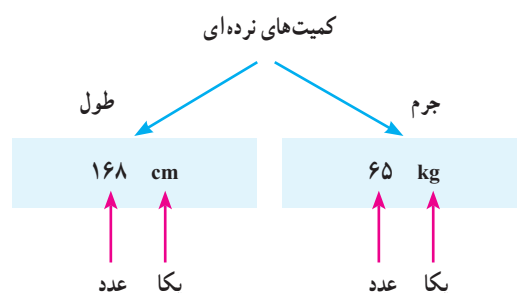 کمیت‌های نرده‌ای
جرم
طول
۶۵ kg
۱۶۸ cm
یکا عدد
یکا عدد